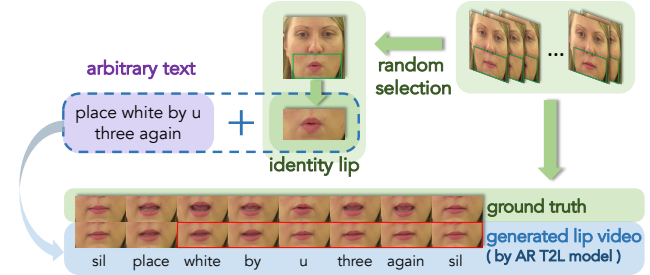 arbitrary text
random
selection
...
place white by u
three again
+
identity lip
ground truth
generated lip video
( by AR T2L model )
sil place white by u three again sil